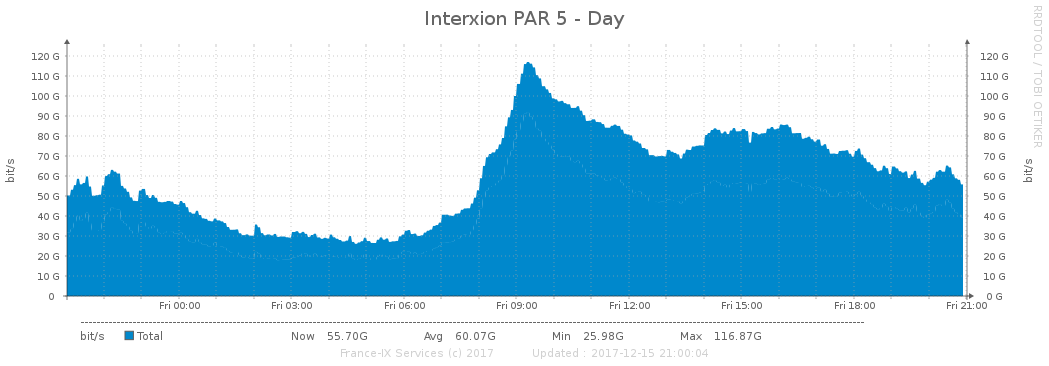 Interxion PAR 5 - Day
RRDTOOL / TOBI OETIKER
120 G 120 G
110 G 110 G
100 G 100 G
90 G 90 G
80 G 80 G
70 G 70 G
60 G 60 G
50 G 50 G
40 G 40 G
30 G 30 G
20 G 20 G
10 G 10 G
0 0 G
bit/s bit/s
Fri 00:00 Fri 03:00 Fri 06:00 Fri 09:00 Fri 12:00 Fri 15:00 Fri 18:00 Fri 21:00
bit/s Total Now 55.70G Avg 60.07G Min 25.98G Max 116.87G
France-IX Services (c) 2017 Updated : 2017-12-15 21:00:04